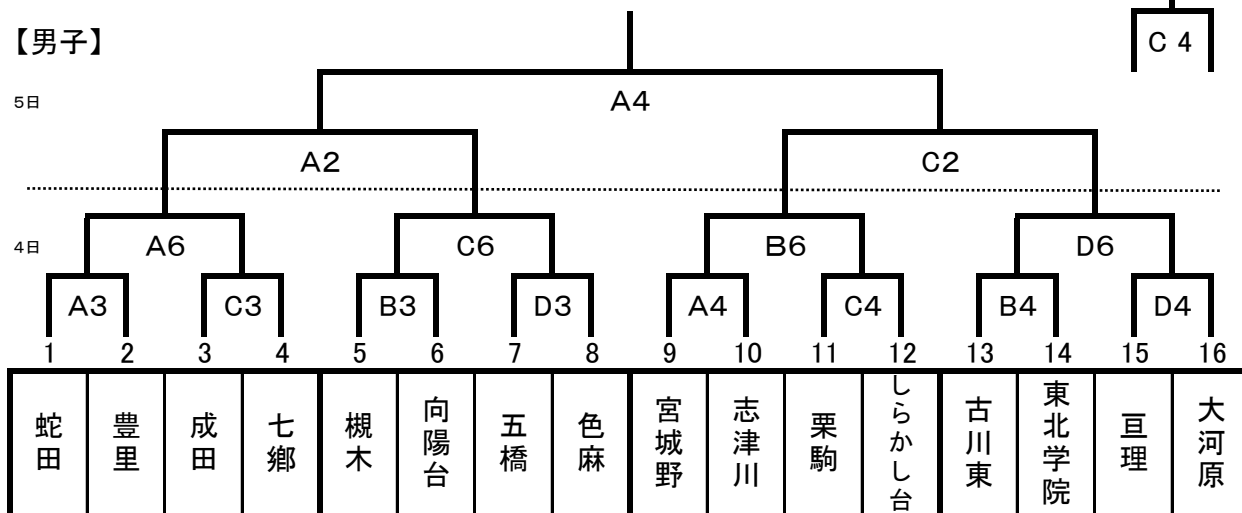 【男子】
C 4
5日
A4
A2
C2
4日
A6
C6
B6
D6
A3
C3
B3
D3
A4
C4
B4
D4
1
2
3
4
5
6
7
8
9
10
11
12
13
14
15
16
蛇田
豊里
成田
七郷
槻木
向陽台
五橋
色麻
宮城野
志津川
栗駒
しらかし台
古川東
東北学院
亘理
大河原